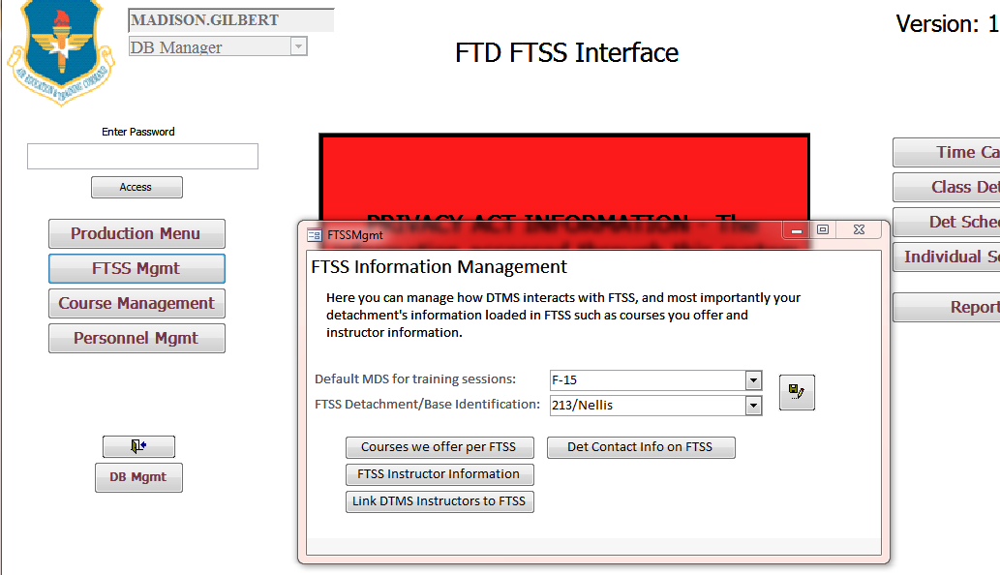 MADISON.GILBERT
DB Manager
FTD FTSS Interface
Version: 1
AIR EDUCATION & TRAINING COMMAND
Enter Password
Access
Production Menu
FTSS Mgmt
Course Management
Personnel Mgmt
DB Mgmt
PRIVACY ACT INFORMATION - The
FTSSMgmt
FTSS Information Management
Here you can manage how DTMS interacts with FTSS, and most importantly your
detachment's information loaded in FTSS such as courses you offer and
instructor information.
Default MDS for training sessions: F-15
FTSS Detachment/Base Identification: 213/Nellis
Courses we offer per FTSS Det Contact Info on FTSS
FTSS Instructor Information
Link DTMS Instructors to FTSS
Time Ca
Class Det
Det Sche
Individual S
Report